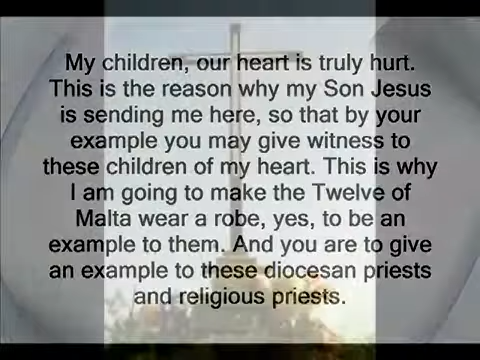 My children, our heart is truly hurt.
This is the reason why my Son Jesus
is sending me here, so that by your
example you may give witness to
these children of my heart. This is why
I am going to make the Twelve of
Malta wear a robe, yes, to be an
example to them. And you are to give
an example to these diocesan priests
and religious priests.